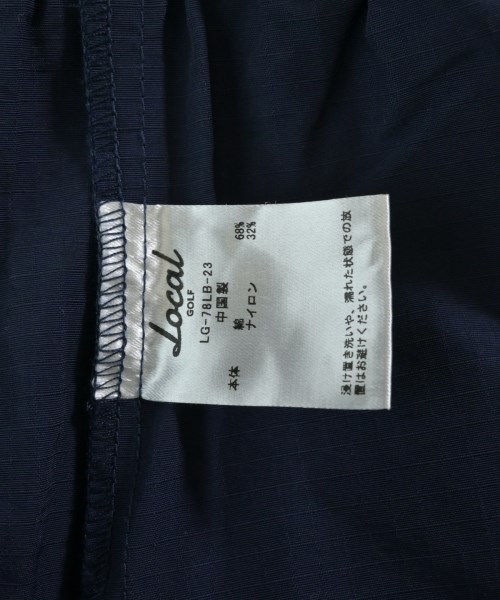 Local
GOLF
LG-78LB-23
中国製
本体 綿 68%
ナイロン 32%
浸け置き洗いや、濡れた状態での放
置はお避けください。